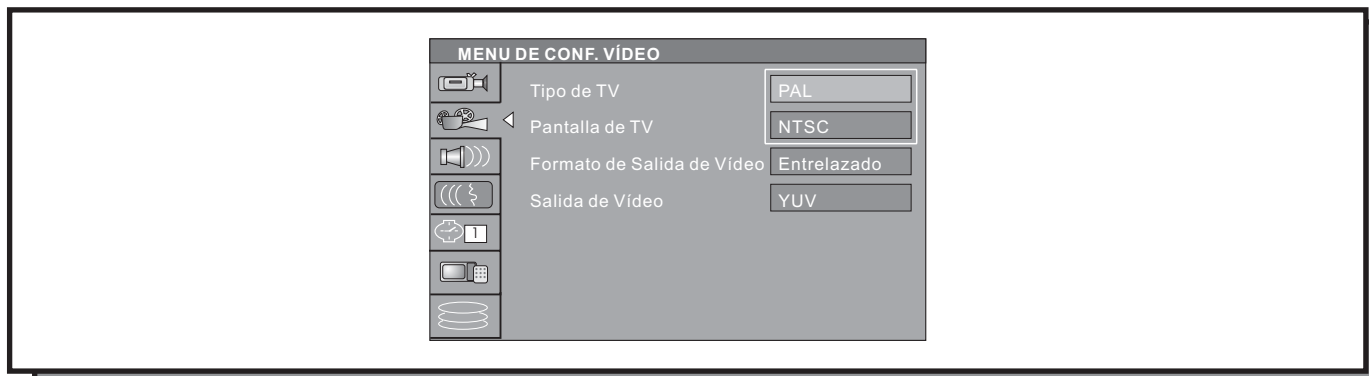 MENU DE CONF. VÍDEO
Tipo de TV PAL
Pantalla de TV NTSC
Formato de Salida de Vídeo Entrelazado
Salida de Vídeo YUV
1